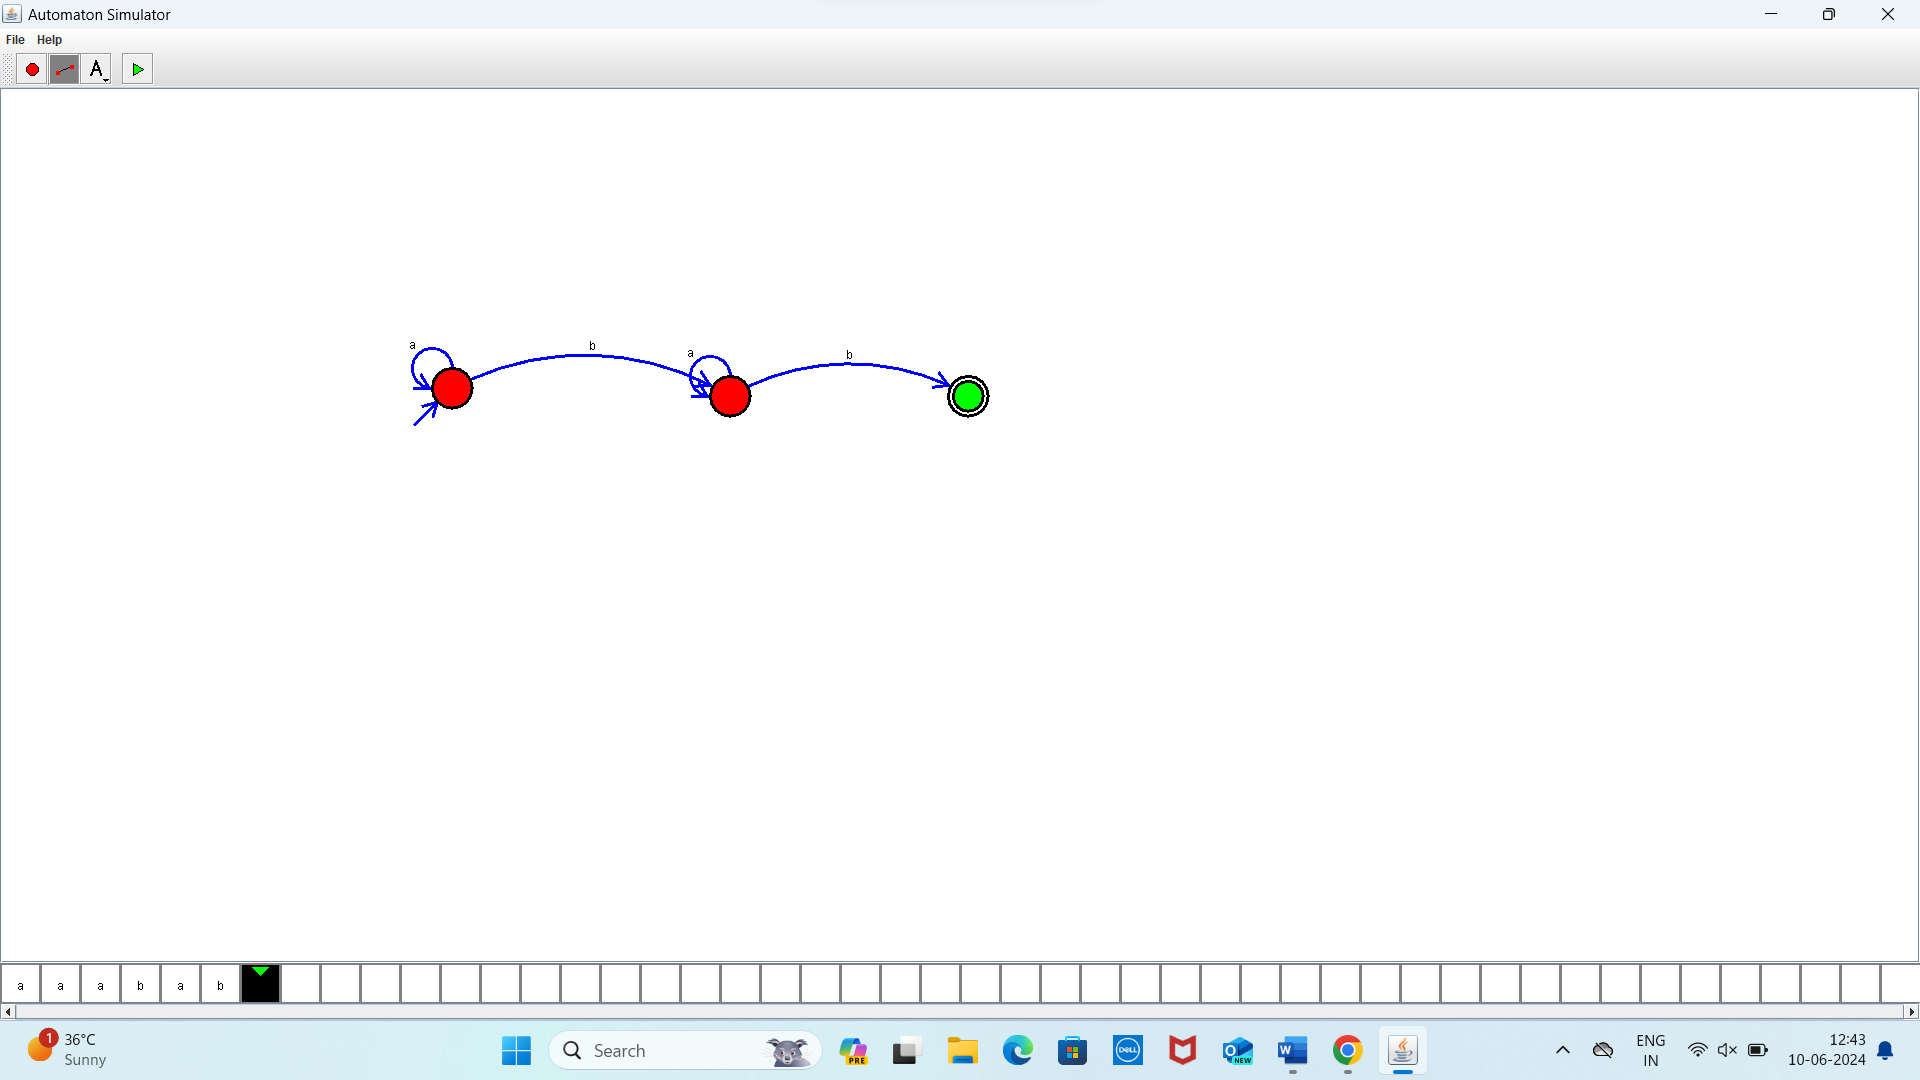 Automaton Simulator
File Help
A
a b a b
a a a b a b
1 36°C
Sunny
Search
PRE
DELL
O NEW
W
ENG
IN
12:43
10-06-2024